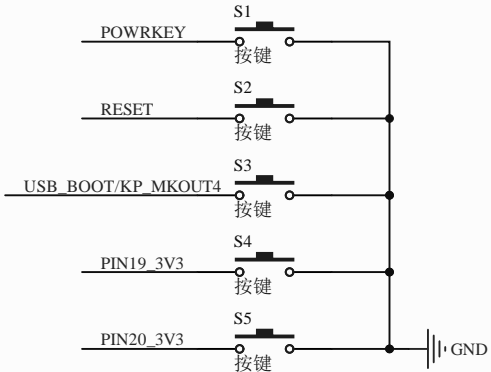 S1
POWRKEY
按键
S2
RESET
按键
S3
USB_BOOT/KP_MKOUT4
按键
S4
PIN19_3V3
按键
S5
PIN20_3V3
GND
按键